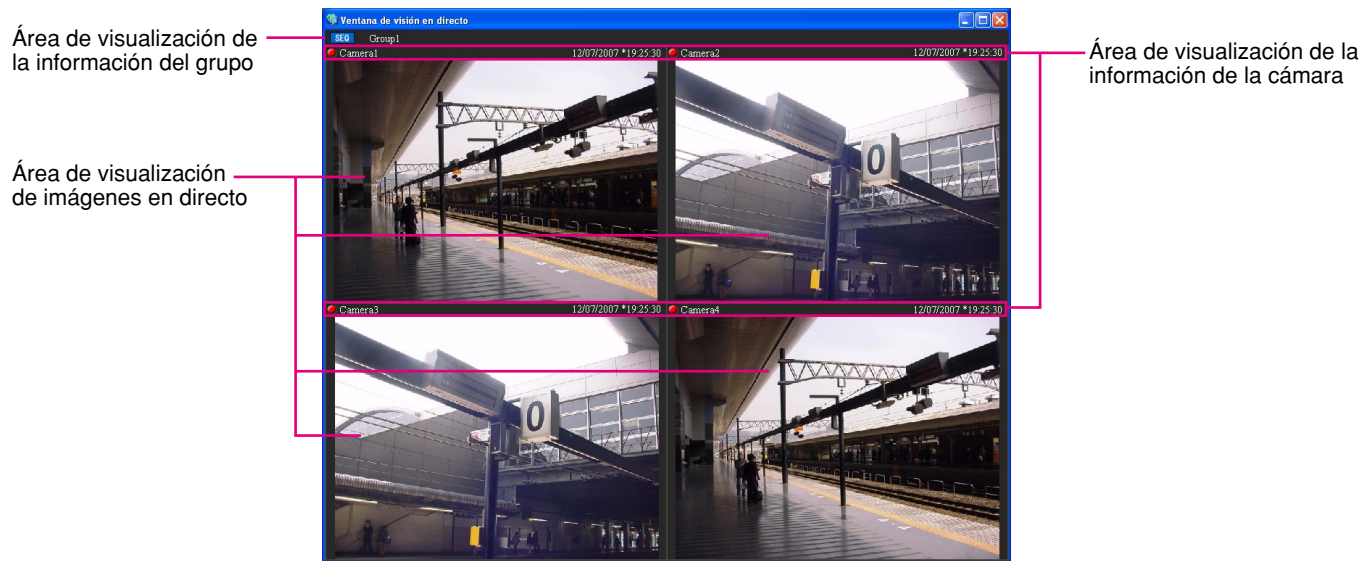 Ventana de visión en directo
Área de visualización de
la información del grupo
SEQ Group1
Camera1 12/07/2007 *19:25:30
Camera2 12/07/2007 *19:25:30
Área de visualización de la
información de la cámara
0
Área de visualización
de imágenes en directo
Camera3 12/07/2007 *19:25:30
Camera4 12/07/2007 *19:25:30
0